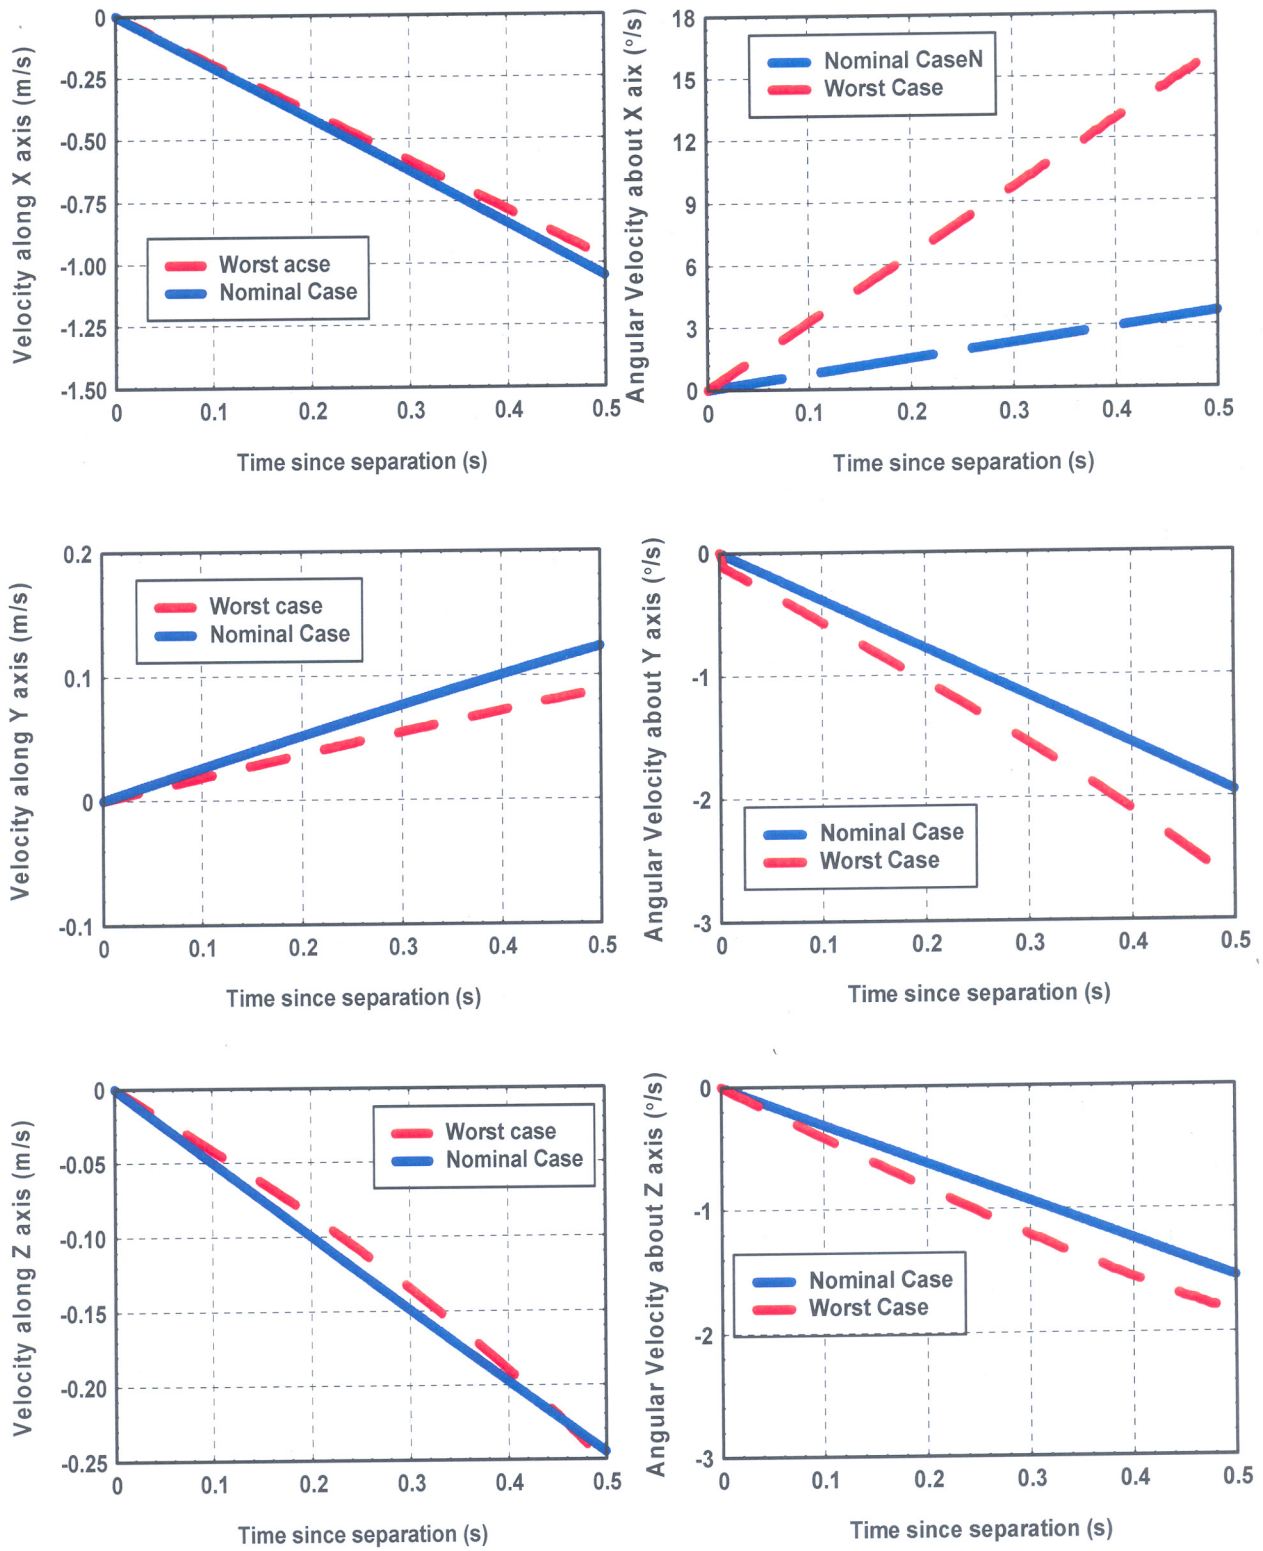 Velocity along X axis (m/s)
0
-0.25
-0.50
-0.75
-1.00
-1.25
-1.50
Worst acse
Nominal Case
0 0.1 0.2 0.3 0.4 0.5
Time since separation (s)
Angular Velocity about X aix (°/s)
18
15
12
9
6
3
0
Nominal CaseN
Worst Case
0 0.1 0.2 0.3 0.4 0.5
Time since separation (s)
Velocity along Y axis (m/s)
0.2
0.1
0
-0.1
Worst case
Nominal Case
0 0.1 0.2 0.3 0.4 0.5
Time since separation (s)
Angular Velocity about Y axis (°/s)
0
-1
-2
-3
Nominal Case
Worst Case
0 0.1 0.2 0.3 0.4 0.5
Time since separation (s)
Velocity along Z axis (m/s)
0
-0.05
-0.10
-0.15
-0.20
-0.25
Worst case
Nominal Case
0 0.1 0.2 0.3 0.4 0.5
Time since separation (s)
Angular Velocity about Z axis (°/s)
0
-1
-2
-3
Nominal Case
Worst Case
0 0.1 0.2 0.3 0.4 0.5
Time since separation (s)